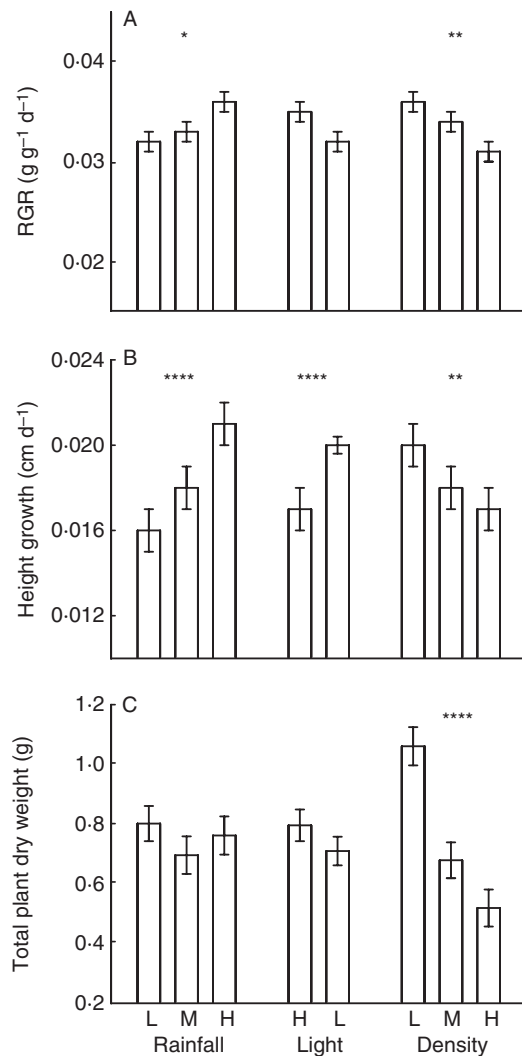 A
* **
0·04
0·03
0·02
RGR (g g⁻¹ d⁻¹)
B
**** **** **
0·024
0·020
0·016
0·012
Height growth (cm d⁻¹)
C
****
1·2
1·0
0·8
0·6
0·4
0·2
Total plant dry weight (g)
L M H H L L M H
Rainfall Light Density